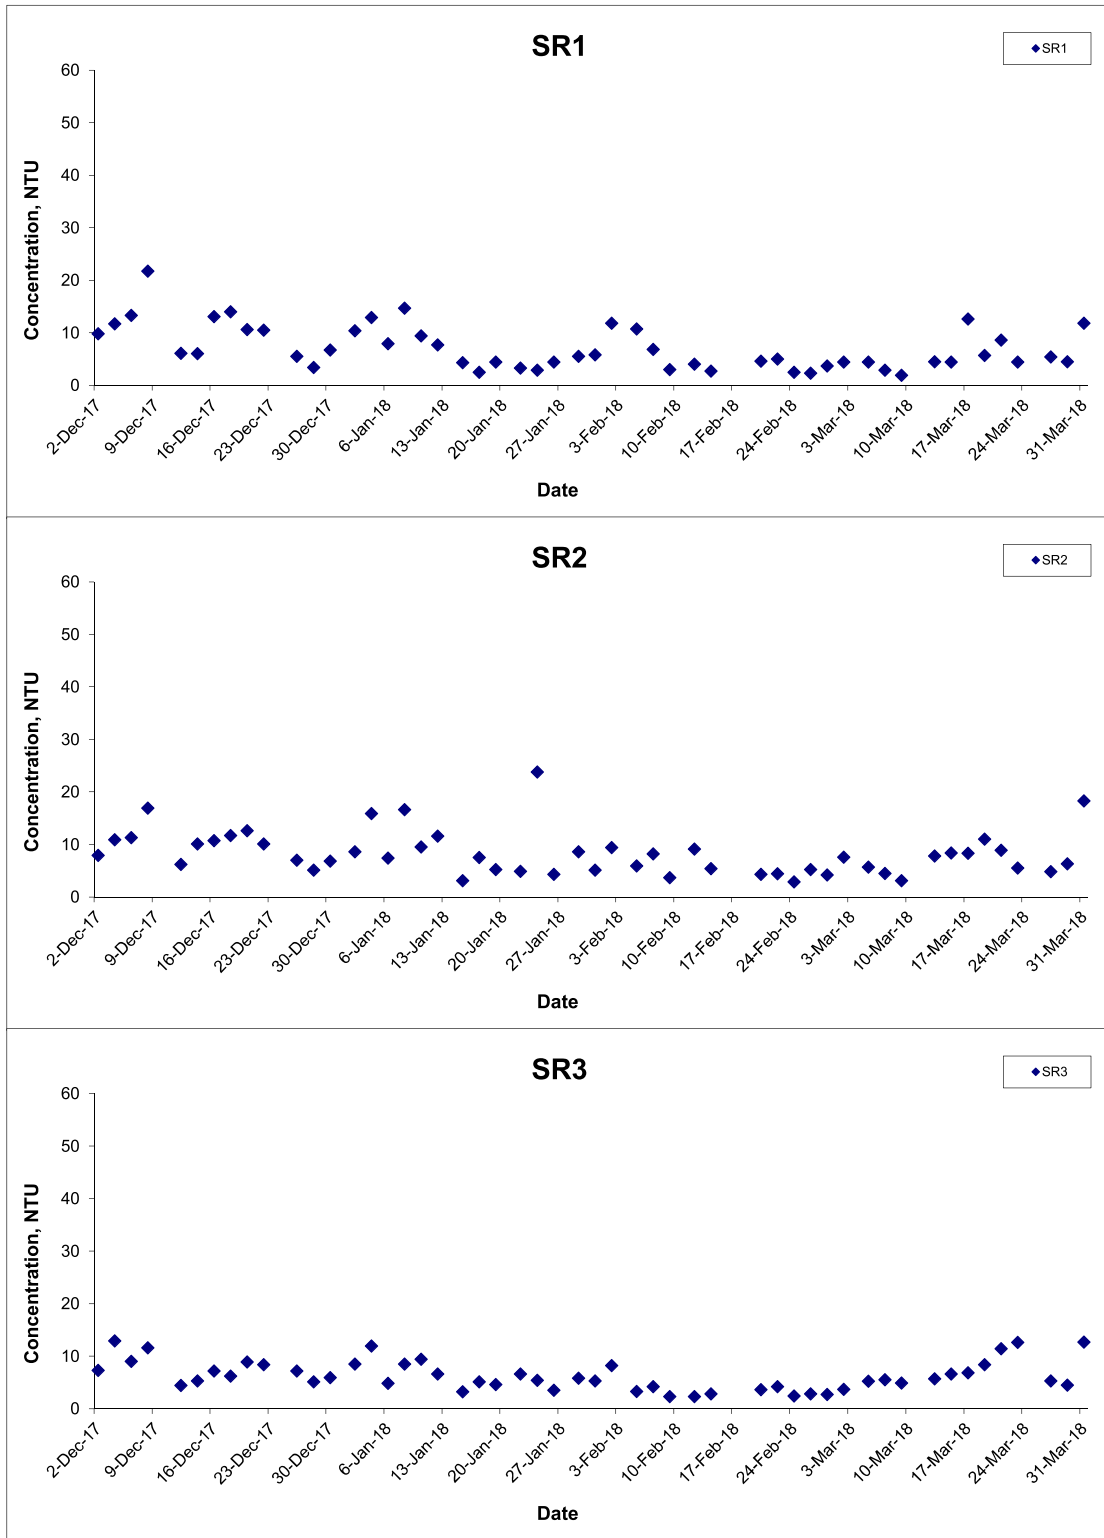 SR1
SR1
60
50
40
30
20
10
0
Concentration, NTU
2-Dec-17
9-Dec-17
16-Dec-17
23-Dec-17
30-Dec-17
6-Jan-18
13-Jan-18
20-Jan-18
27-Jan-18
3-Feb-18
10-Feb-18
17-Feb-18
24-Feb-18
3-Mar-18
10-Mar-18
17-Mar-18
24-Mar-18
31-Mar-18
Date
SR2
SR2
60
50
40
30
20
10
0
Concentration, NTU
2-Dec-17
9-Dec-17
16-Dec-17
23-Dec-17
30-Dec-17
6-Jan-18
13-Jan-18
20-Jan-18
27-Jan-18
3-Feb-18
10-Feb-18
17-Feb-18
24-Feb-18
3-Mar-18
10-Mar-18
17-Mar-18
24-Mar-18
31-Mar-18
Date
SR3
SR3
60
50
40
30
20
10
0
Concentration, NTU
2-Dec-17
9-Dec-17
16-Dec-17
23-Dec-17
30-Dec-17
6-Jan-18
13-Jan-18
20-Jan-18
27-Jan-18
3-Feb-18
10-Feb-18
17-Feb-18
24-Feb-18
3-Mar-18
10-Mar-18
17-Mar-18
24-Mar-18
31-Mar-18
Date